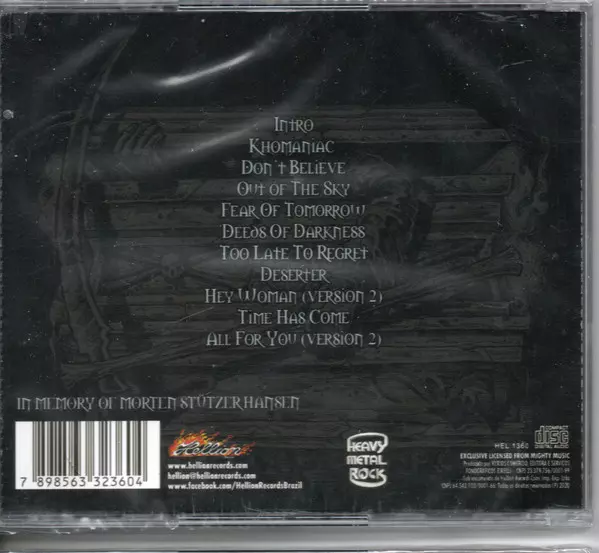 Intro
Khomaniac
Don't Believe
Out Of The Sky
Fear Of Tomorrow
Deeds Of Darkness
Too Late To Regret
Deserter
Hey Woman (version 2)
Time Has Come
All For You (version 2)
In memory of Morten Stützer Hansen
7 898563 323604
Hellion
www.hellionrecords.com
hellion@hellionrecords.com
www.facebook.com/HellionRecordsBrazil
HEAVY
METAL
ROCK
COMPACT
disc
DIGITAL AUDIO
HEL 1360
EXCLUSIVE LICENSED FROM MIGHTY MUSIC